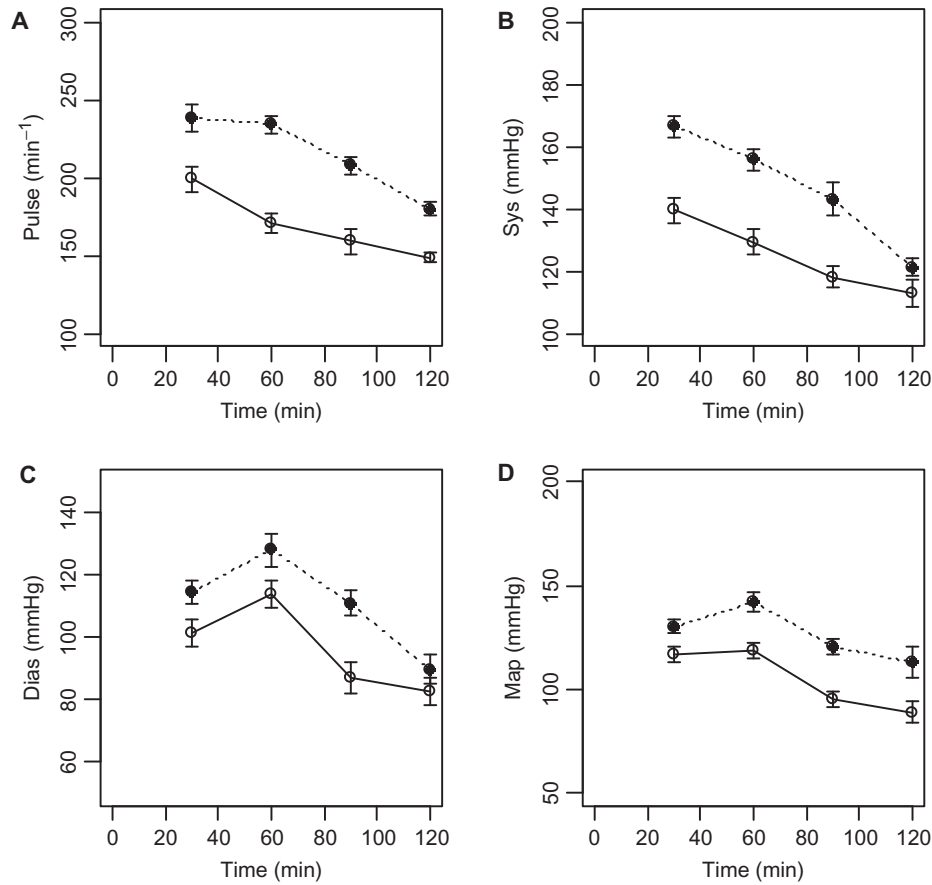 A
Pulse (min⁻¹)
300
250
200
150
100
0 20 40 60 80 100 120
Time (min)
B
Sys (mmHg)
200
180
160
140
120
100
0 20 40 60 80 100 120
Time (min)
C
Dias (mmHg)
140
120
100
80
60
0 20 40 60 80 100 120
Time (min)
D
Map (mmHg)
200
150
100
50
0 20 40 60 80 100 120
Time (min)